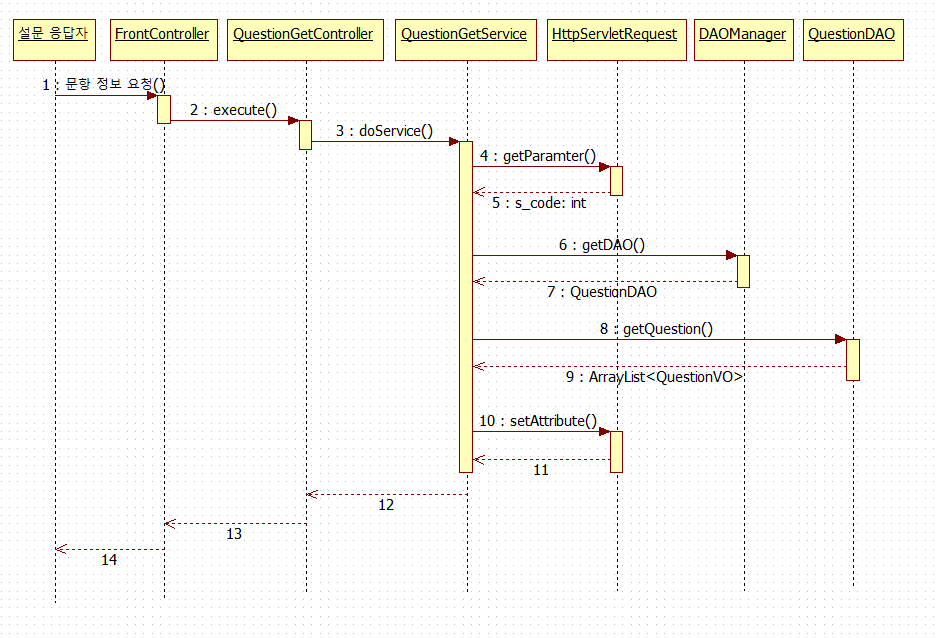 설문 응답자
FrontController
QuestionGetController
QuestionGetService
HttpServletRequest
DAOManager
QuestionDAO
1 : 문항 정보 요청()
2 : execute()
3 : doService()
4 : getParamter()
5 : s_code: int
6 : getDAO()
7 : QuestionDAO
8 : getQuestion()
9 : ArrayList<QuestionVO>
10 : setAttribute()
11
12
13
14